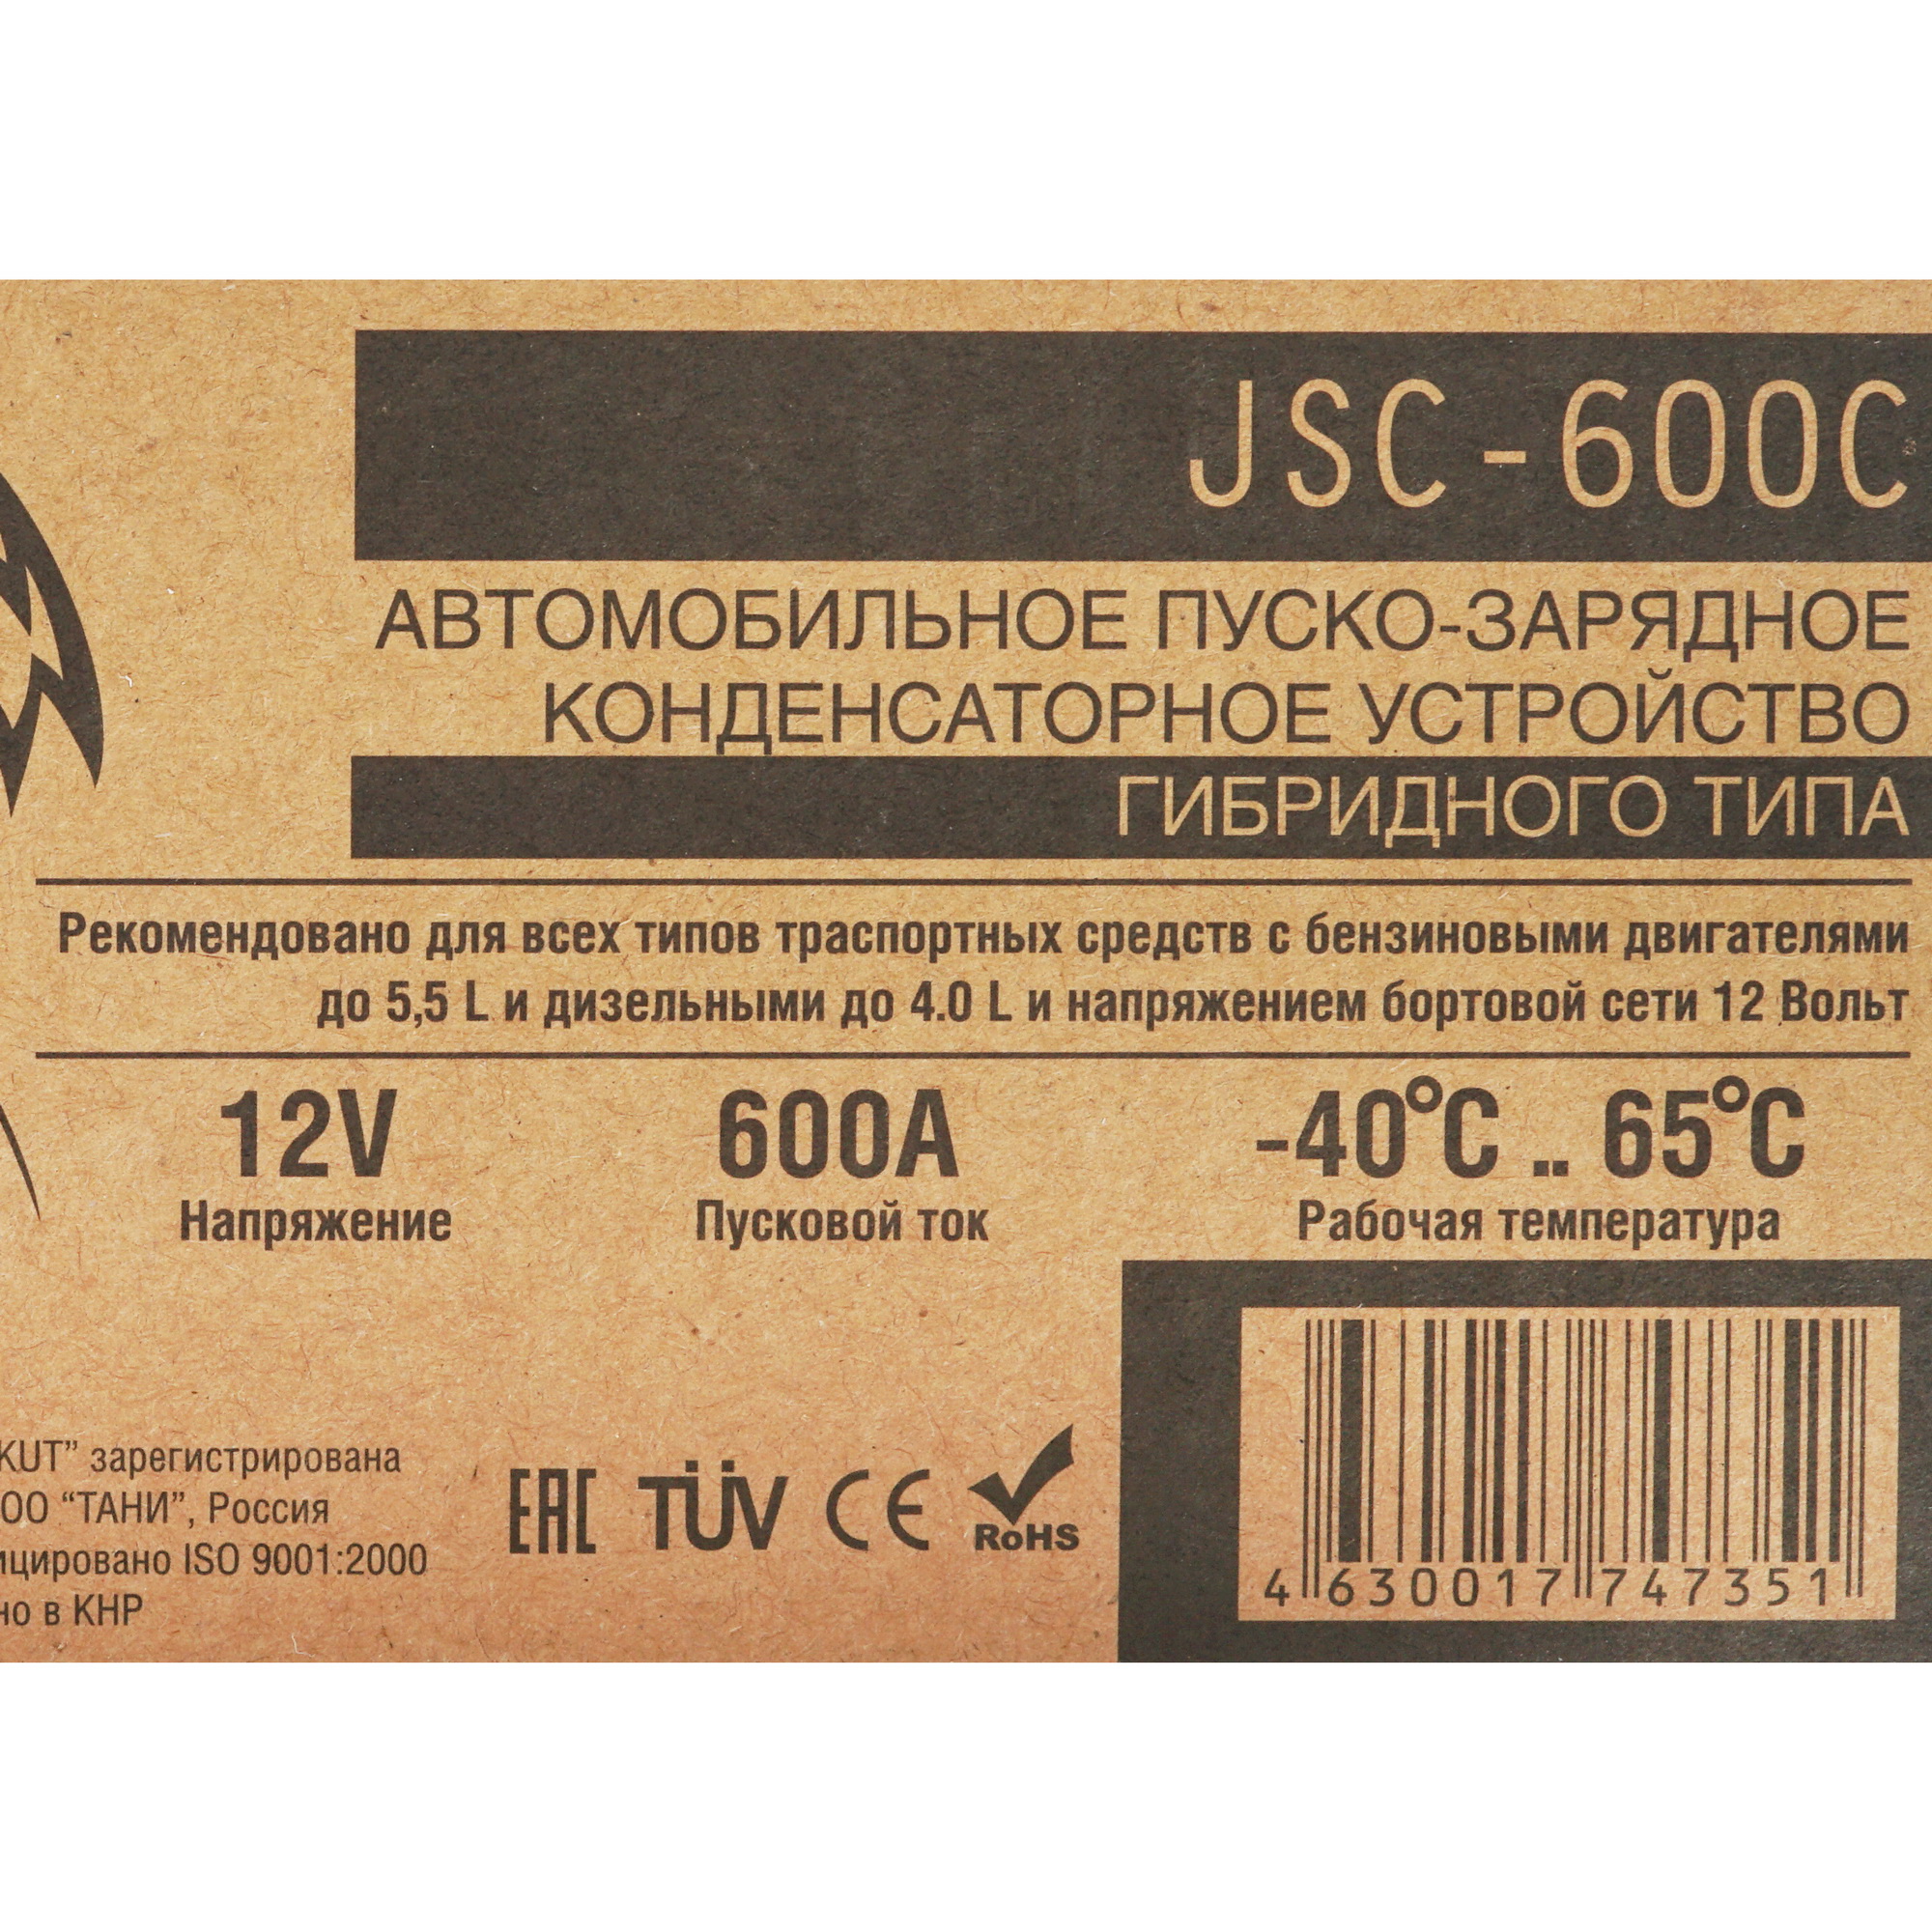 JSC-600C
АВТОМОБИЛЬНОЕ ПУСКО-ЗАРЯДНОЕ
КОНДЕНСАТОРНОЕ УСТРОЙСТВО
ГИБРИДНОГО ТИПА
Рекомендовано для всех типов траспортных средств с бензиновыми двигателями
до 5,5 L и дизельными до 4.0 L и напряжением бортовой сети 12 Вольт
12V 600A -40°C .. 65°C
Напряжение Пусковой ток Рабочая температура
KUT” зарегистрирована
ОО “ТАНИ”, Россия
ицировано ISO 9001:2000
но в КНР
EAC TÜV CE RoHS
4 630017 747351